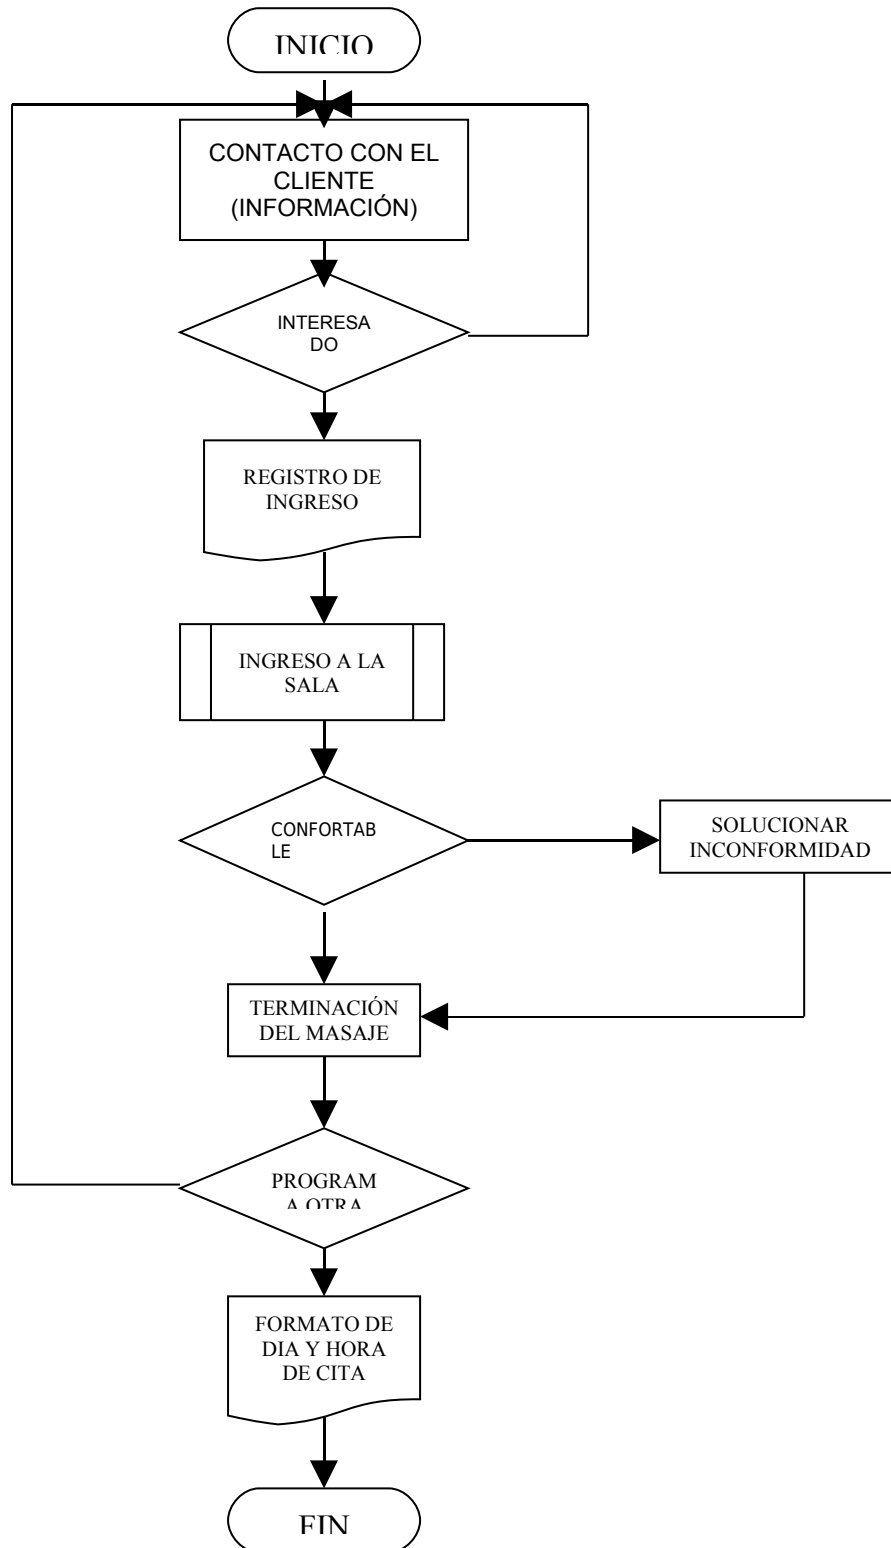 INICIO
CONTACTO CON EL
CLIENTE
(INFORMACIÓN)
INTERESA
DO
REGISTRO DE
INGRESO
INGRESO A LA
SALA
CONFORTAB
LE
SOLUCIONAR
INCONFORMIDAD
TERMINACIÓN
DEL MASAJE
PROGRAM
A OTRA
FORMATO DE
DIA Y HORA
DE CITA
FIN